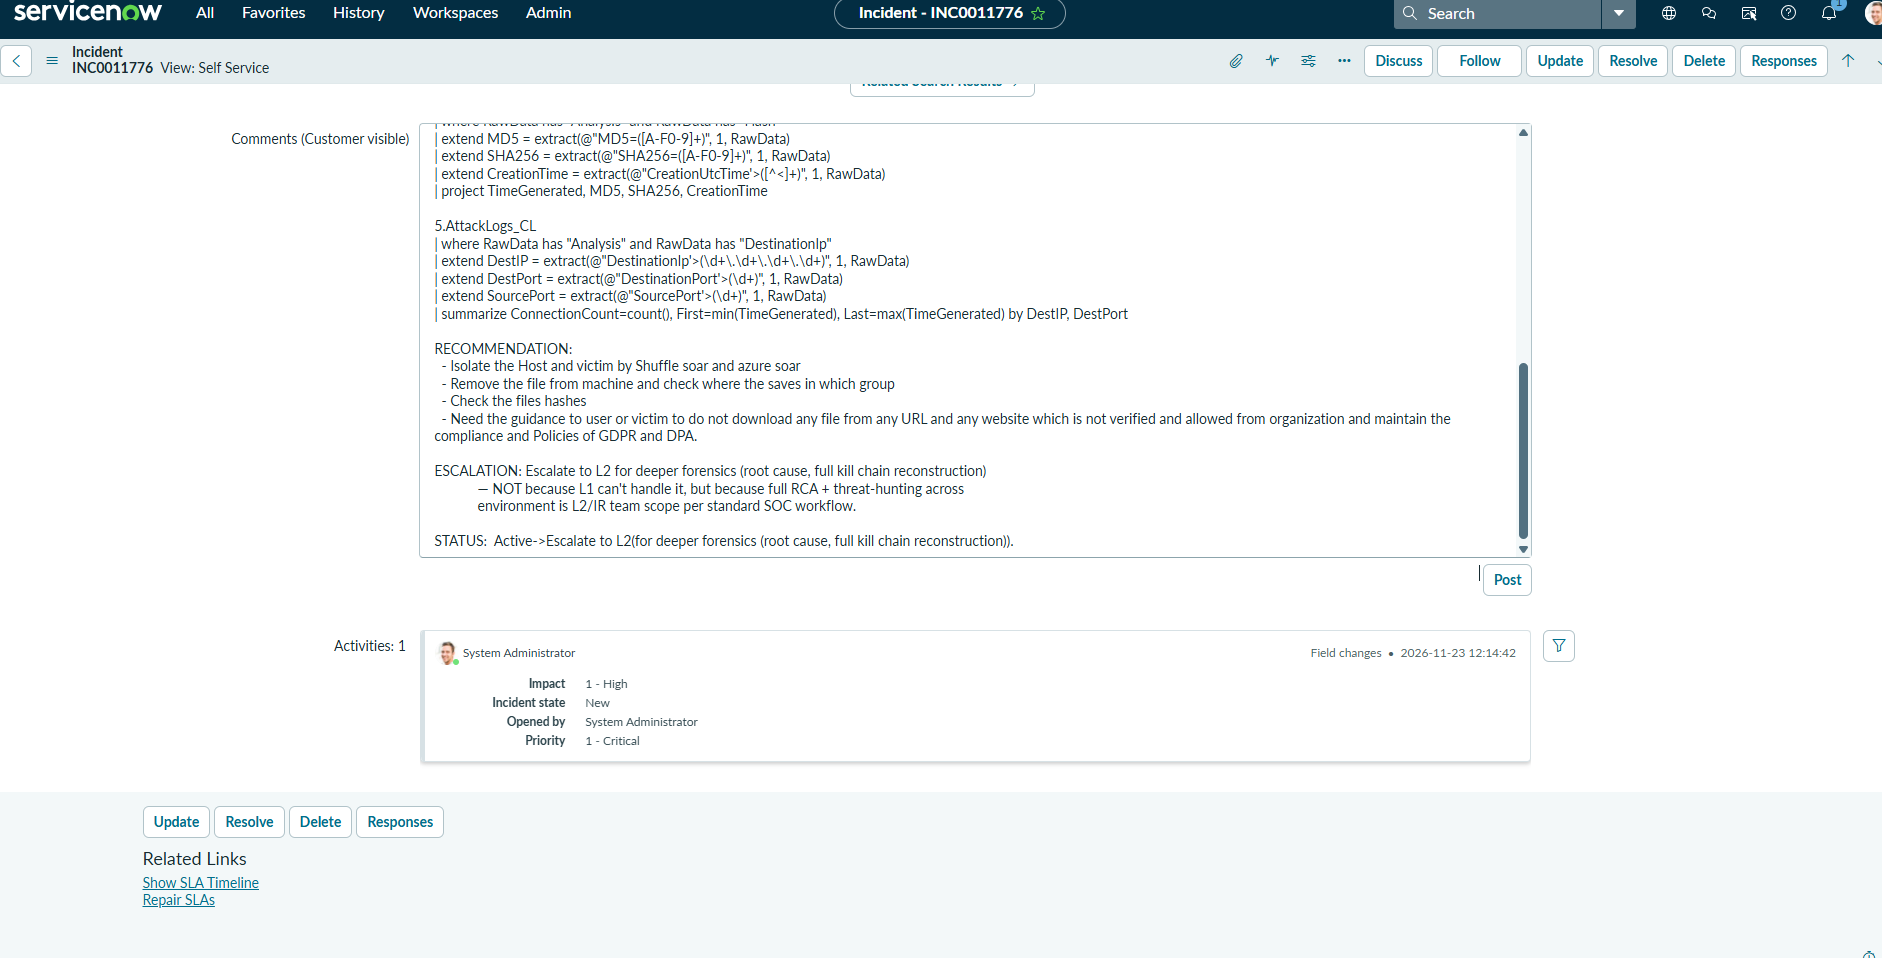 servicenow
All
Favorites
History
Workspaces
Admin
Incident - INC0011776
Search
1
Incident
INC0011776 View: Self Service
Discuss
Follow
Update
Resolve
Delete
Responses
Related Search Results
Comments (Customer visible)
| where RawData has "Analysis" and RawData has "Hash"
| extend MD5 = extract(@"MD5=([A-F0-9]+)", 1, RawData)
| extend SHA256 = extract(@"SHA256=([A-F0-9]+)", 1, RawData)
| extend CreationTime = extract(@"CreationUtcTime'>([^<]+)", 1, RawData)
| project TimeGenerated, MD5, SHA256, CreationTime
5.AttackLogs_CL
| where RawData has "Analysis" and RawData has "DestinationIp"
| extend DestIP = extract(@"DestinationIp'>(\d+\.\d+\.\d+\.\d+)", 1, RawData)
| extend DestPort = extract(@"DestinationPort'>(\d+)", 1, RawData)
| extend SourcePort = extract(@"SourcePort'>(\d+)", 1, RawData)
| summarize ConnectionCount=count(), First=min(TimeGenerated), Last=max(TimeGenerated) by DestIP, DestPort
RECOMMENDATION:
- Isolate the Host and victim by Shuffle soar and azure soar
- Remove the file from machine and check where the saves in which group
- Check the files hashes
- Need the guidance to user or victim to do not download any file from any URL and any website which is not verified and allowed from organization and maintain the
compliance and Policies of GDPR and DPA.
ESCALATION: Escalate to L2 for deeper forensics (root cause, full kill chain reconstruction)
— NOT because L1 can't handle it, but because full RCA + threat-hunting across
environment is L2/IR team scope per standard SOC workflow.
STATUS:  Active->Escalate to L2(for deeper forensics (root cause, full kill chain reconstruction)).
Post
Activities: 1
System Administrator
Field changes • 2026-11-23 12:14:42
Impact 1 - High
Incident state New
Opened by System Administrator
Priority 1 - Critical
Update
Resolve
Delete
Responses
Related Links
Show SLA Timeline
Repair SLAs